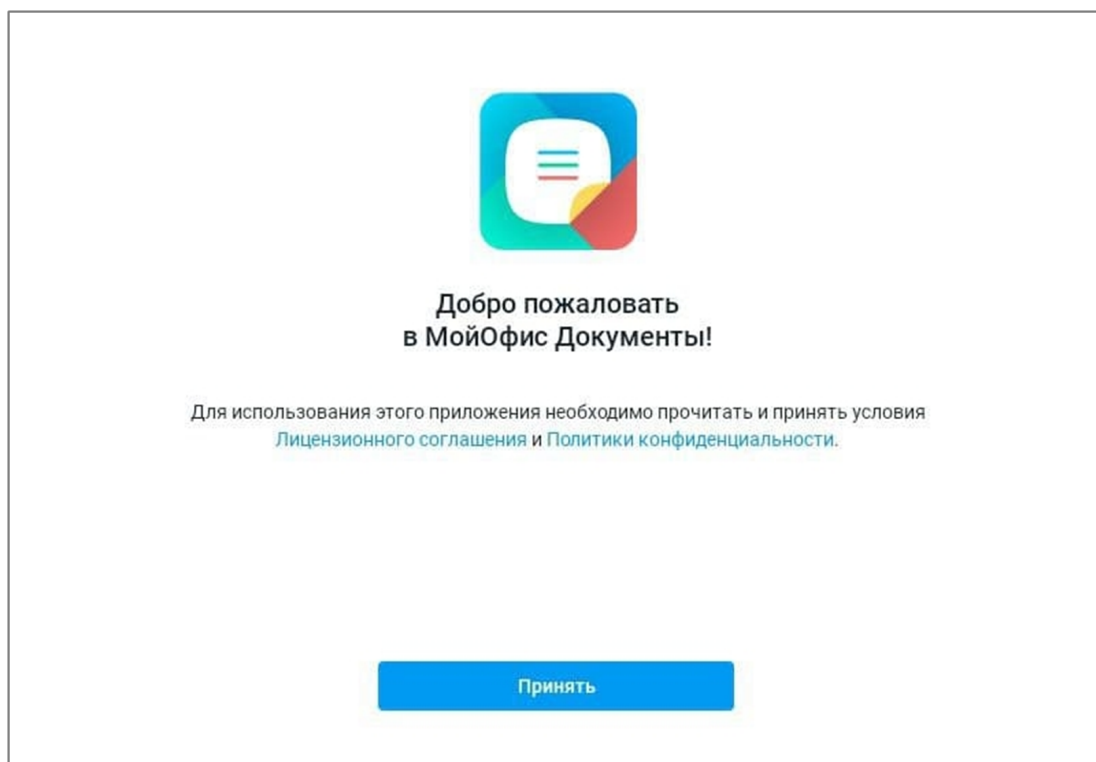 Добро пожаловать
в МойОфис Документы!
Для использования этого приложения необходимо прочитать и принять условия
Лицензионного соглашения и Политики конфиденциальности.
Принять